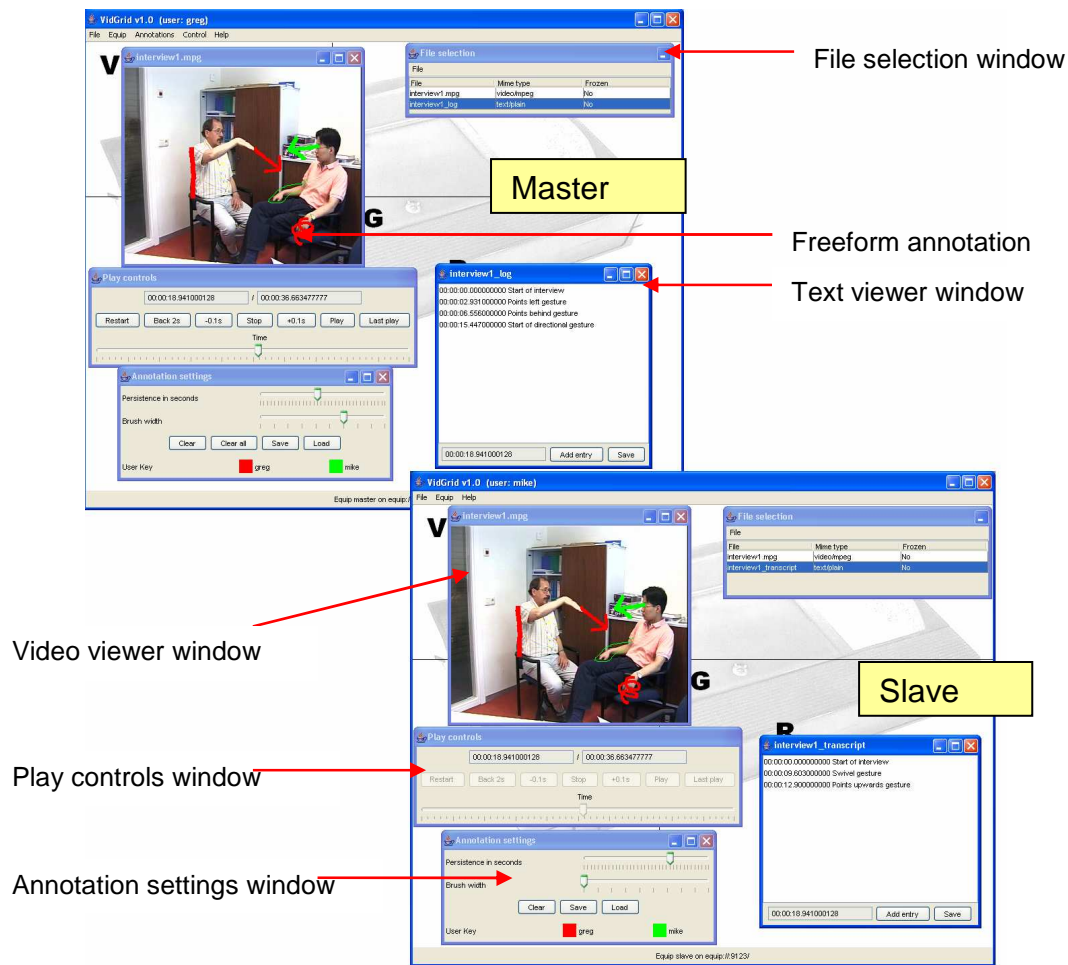 VidGrid v1.0 (user: greg)
File Equip Annotations Control Help
V
interview1.mpg
File selection
File
File Mime type Frozen
interview1.mpg video/mpeg No
interview1_log text/plain No
File selection window
Master
G
Freeform annotation
Play controls
00:00:18.941000128 / 00:00:36.663477777
Restart Back 2s -0.1s Stop +0.1s Play Last play
Time
interview1_log
00:00:00.000000000 Start of interview
00:00:02.931000000 Points left gesture
00:00:06.556000000 Points behind gesture
00:00:15.447000000 Start of directional gesture
Text viewer window
Annotation settings
Persistence in seconds
Brush width
Clear Clear all Save Load
User Key greg mike
00:00:18.941000128 Add entry Save
Equip master on equip:/
VidGrid v1.0 (user: mike)
File Equip Help
V
interview1.mpg
File selection
File
File Mime type Frozen
interview1.mpg video/mpeg No
interview1_transcript text/plain No
Video viewer window
Slave
G
R
Play controls
00:00:18.941000128 / 00:00:36.663477777
Restart Back 2s -0.1s Stop +0.1s Play Last play
Time
Play controls window
interview1_transcript
00:00:00.000000000 Start of interview
00:00:09.603000000 Swivel gesture
00:00:12.900000000 Points upwards gesture
Annotation settings
Persistence in seconds
Brush width
Clear Save Load
User Key greg mike
Annotation settings window
00:00:18.941000128 Add entry Save
Equip slave on equip://:9123/